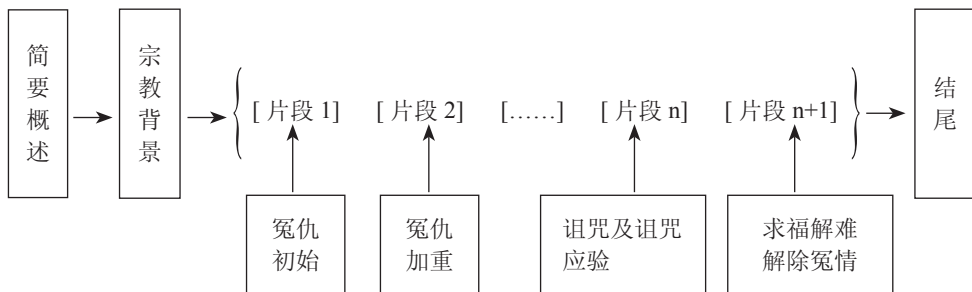 简要概述
宗教背景
[ 片段 1]
[ 片段 2]
[……]
[ 片段 n]
[ 片段 n+1]
结尾
冤仇
初始
冤仇
加重
诅咒及诅咒
应验
求福解难
解除冤情